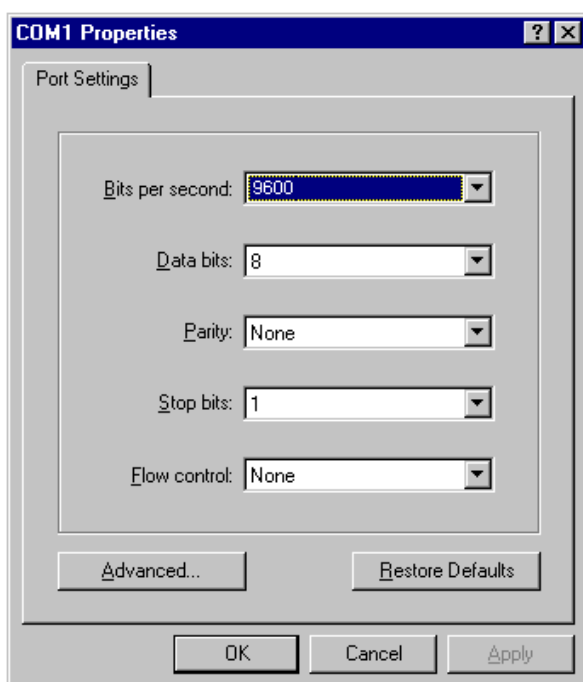 COM1 Properties
Port Settings
Bits per second: 9600
Data bits: 8
Parity: None
Stop bits: 1
Flow control: None
Advanced... Restore Defaults
OK Cancel Apply